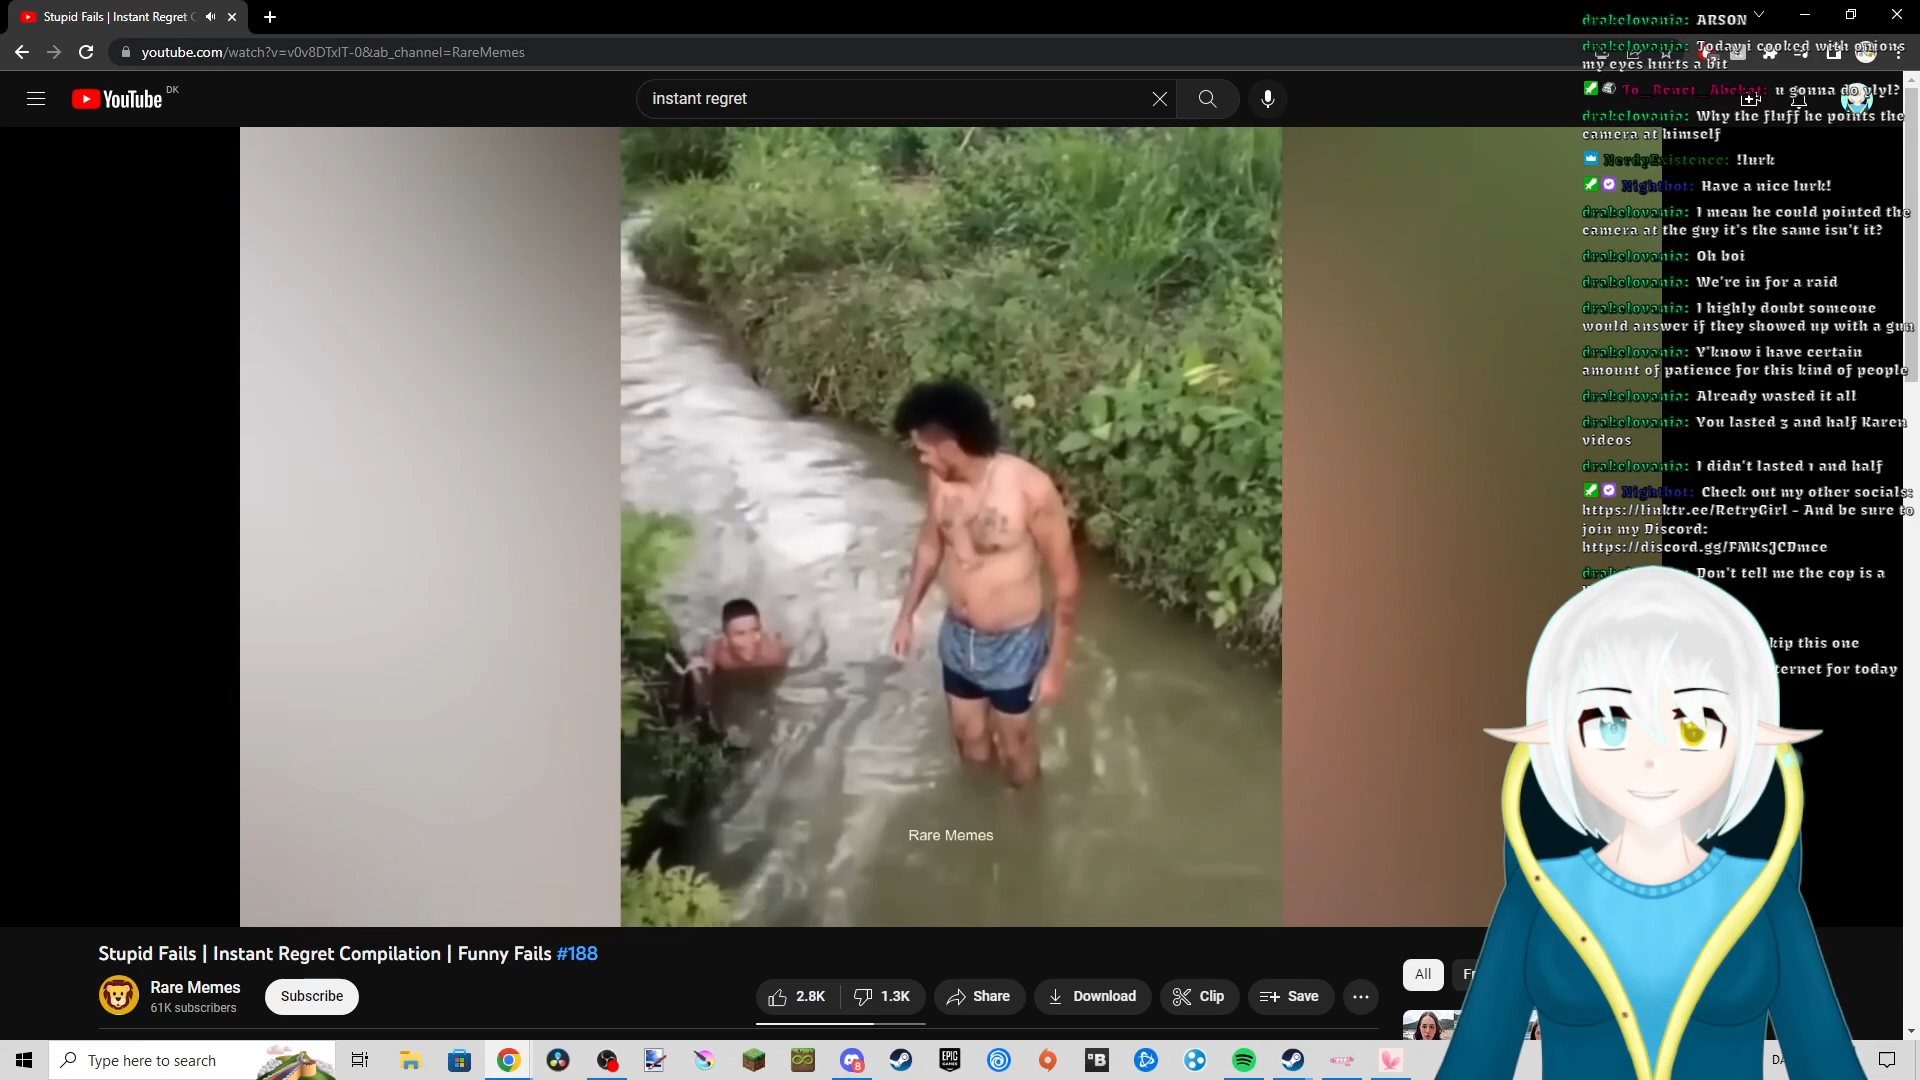 Stupid Fails | Instant Regret C
youtube.com/watch?v=v0v8DTxIT-0&ab_channel=RareMemes
YouTube DK
instant regret
drakelovania: ARSON
drakelovania: Today i cooked with onions
my eyes hurts a bit
To_Benct_Abekat: u gonna do ylyl?
drakelovania: Why the fluff he points the
camera at himself
NerdyExistence: !lurk
Nightbot: Have a nice lurk!
drakelovania: I mean he could pointed the
camera at the guy it's the same isn't it?
drakelovania: Oh boi
drakelovania: We're in for a raid
drakelovania: I highly doubt someone
would answer if they showed up with a gun
drakelovania: Y'know i have certain
amount of patience for this kind of people
drakelovania: Already wasted it all
drakelovania: You lasted 3 and half Karen
videos
drakelovania: I didn't lasted 1 and half
Nightbot: Check out my other socials:
https://linktr.ee/RetryGirl - And be sure to
join my Discord:
https://discord.gg/FMKsJCDmce
Don't tell me the cop is a
kip this one
ternet for today
Rare Memes
Stupid Fails | Instant Regret Compilation | Funny Fails #188
Rare Memes
61K subscribers
Subscribe
2.8K
1.3K
Share
Download
Clip
Save
All
Type here to search